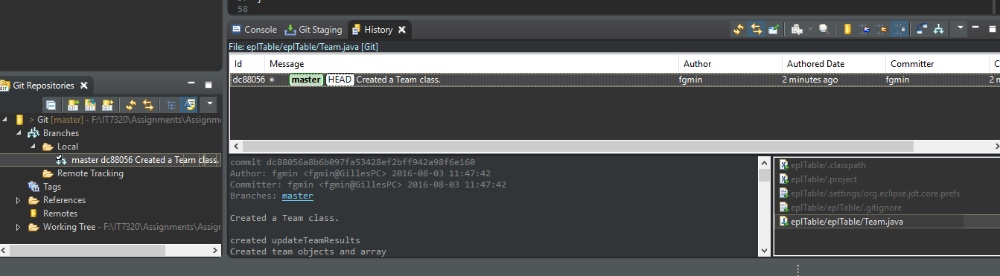 58
Console
Git Staging
History
File: eplTable/eplTable/Team.java [Git]
Id Message Author Authored Date Committer C
dc88056 master HEAD Created a Team class. fgmin 2 minutes ago fgmin 2 m
Git Repositories
> Git [master] - F:\IT7320\Assignments\Assignm
Branches
Local
master dc88056 Created a Team class.
Remote Tracking
Tags
References
Remotes
Working Tree - F:\IT7320\Assignments\Assign
commit dc88056a8b6b097fa53428ef2bff942a98f6e160
Author: fgmin <fgmin@GillesPC> 2016-08-03 11:47:42
Committer: fgmin <fgmin@GillesPC> 2016-08-03 11:47:42
Branches: master
Created a Team class.
created updateTeamResults
Created team objects and array
eplTable/.classpath
eplTable/.project
eplTable/.settings/org.eclipse.jdt.core.prefs
eplTable/eplTable/.gitignore
eplTable/eplTable/Team.java